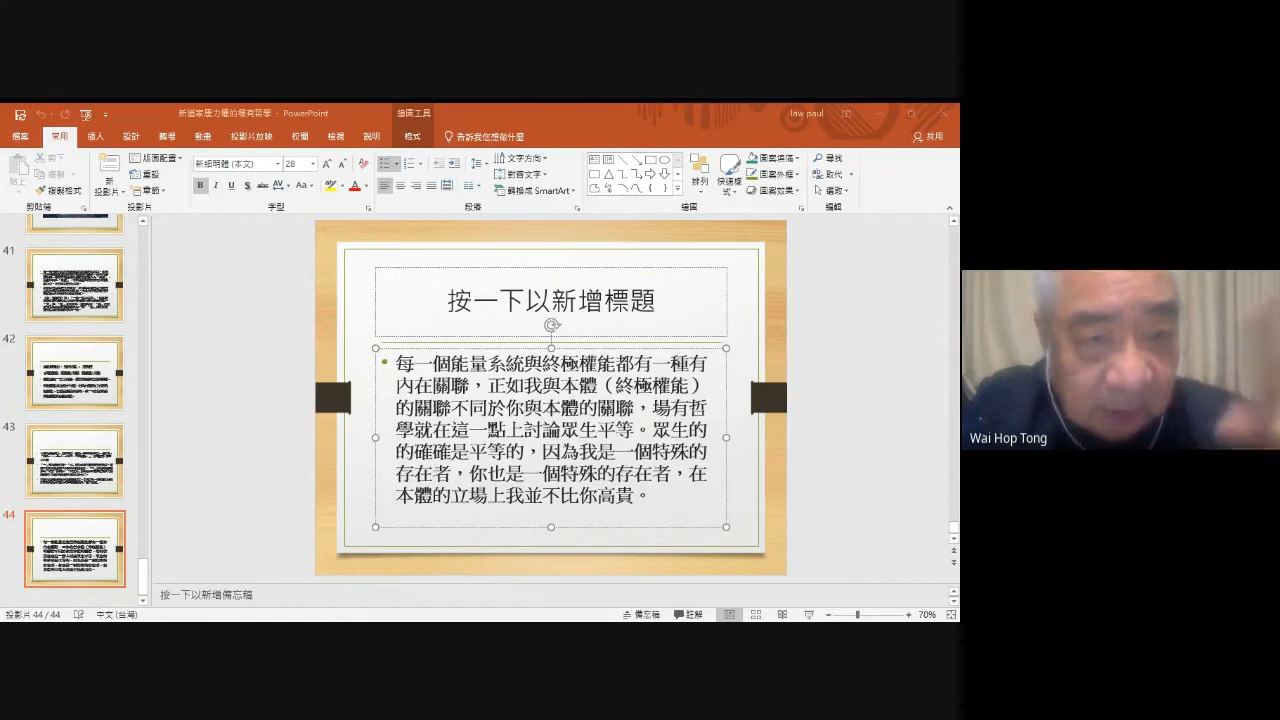 新道家唐力權的場有哲學 - PowerPoint
繪圖工具
law paul
檔案
常用
插入
設計
轉場
動畫
投影片放映
校閱
檢視
說明
格式
告訴我您想做什麼
共用
貼上
剪下
複製
複製格式
剪貼簿
新
投影片
版面配置
重設
章節
投影片
新細明體 (本文)
28
B I U S abc AV Aa
字型
文字方向
對齊文字
轉換成 SmartArt
段落
排列
快速樣
式
圖案填滿
圖案外框
圖案效果
繪圖
尋找
取代
選取
編輯
41
42
43
44
按一下以新增標題
每一個能量系統與終極權能都有一種有
內在關聯，正如我與本體（終極權能）
的關聯不同於你與本體的關聯，場有哲
學就在這一點上討論眾生平等。眾生的
的確確是平等的，因為我是一個特殊的
存在者，你也是一個特殊的存在者，在
本體的立場上我並不比你高貴。
Wai Hop Tong
按一下以新增備忘稿
投影片 44 / 44
中文 (台灣)
備忘稿
註解
70%